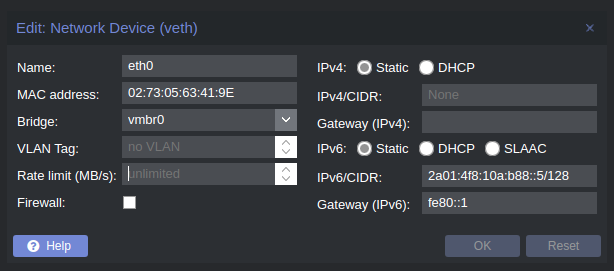 Edit: Network Device (veth)
Name: eth0
MAC address: 02:73:05:63:41:9E
Bridge: vmbr0
VLAN Tag: no VLAN
Rate limit (MB/s): unlimited
Firewall:
IPv4: Static DHCP
IPv4/CIDR: None
Gateway (IPv4):
IPv6: Static DHCP SLAAC
IPv6/CIDR: 2a01:4f8:10a:b88::5/128
Gateway (IPv6): fe80::1
? Help
OK Reset